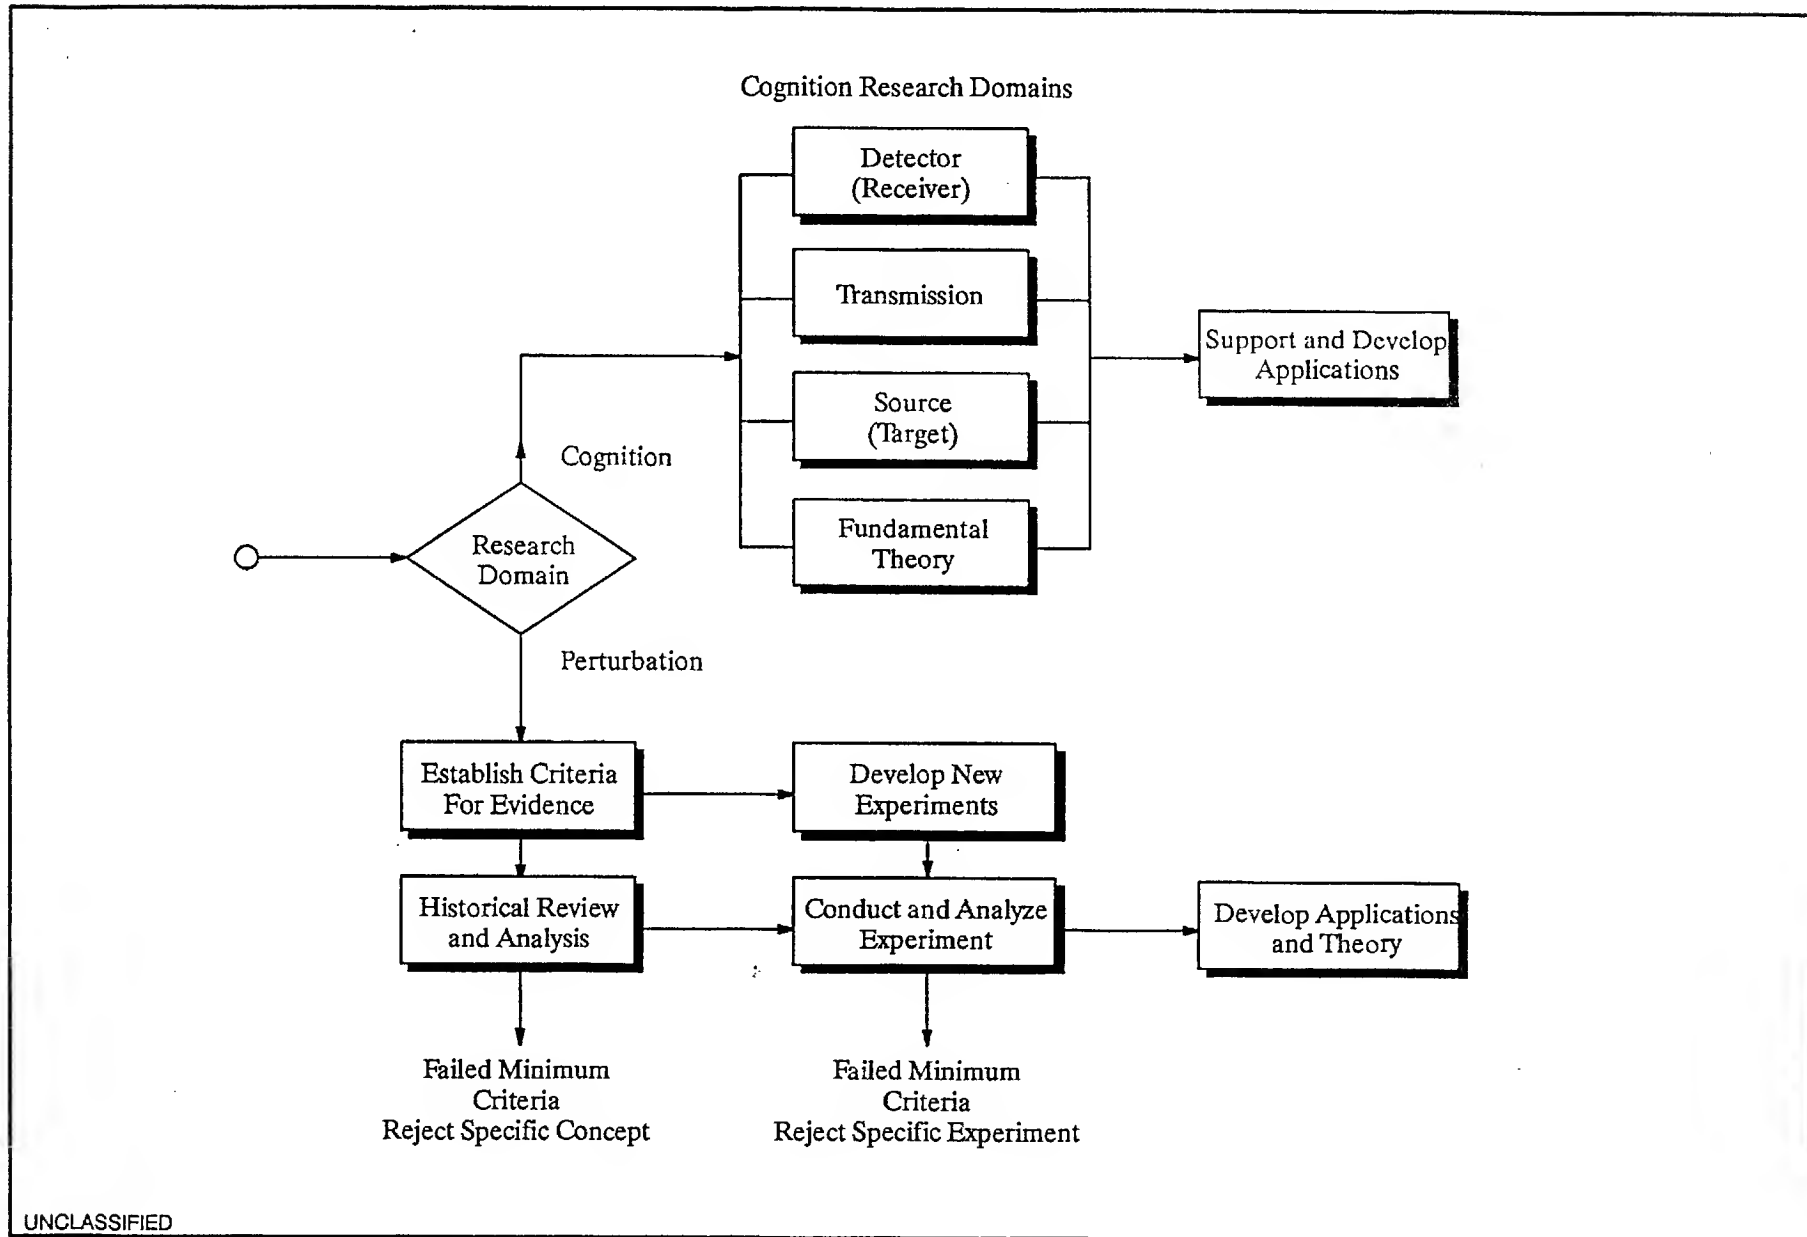 Cognition Research Domains
Detector
(Receiver)
Transmission
Source
(Target)
Fundamental
Theory
Support and Develop
Applications
Cognition
Research
Domain
Perturbation
Establish Criteria
For Evidence
Develop New
Experiments
Historical Review
and Analysis
Conduct and Analyze
Experiment
Develop Applications
and Theory
Failed Minimum
Criteria
Reject Specific Concept
Failed Minimum
Criteria
Reject Specific Experiment
UNCLASSIFIED